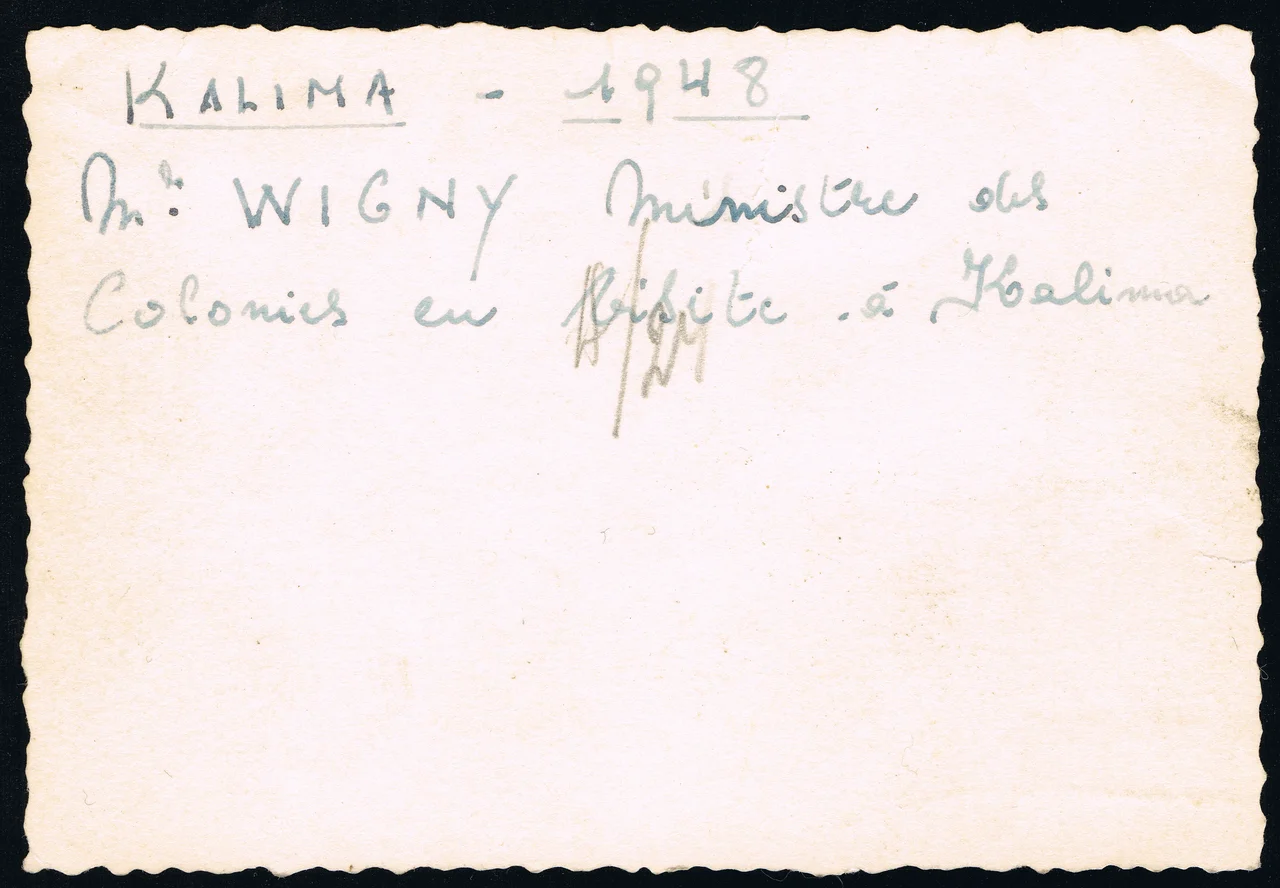 KALIMA - 1948
Mr: WIGNY Ministre des
Colonies en Visite à Kalima